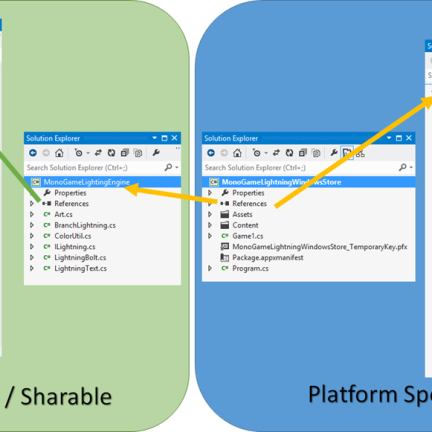 Solution Explorer
Search Solution Explorer (Ctrl+;)
MonoGameLightingEngine
Properties
References
Art.cs
BranchLightning.cs
ColorUtil.cs
ILightning.cs
LightningBolt.cs
LightningText.cs
/ Sharable
Solution Explorer
Search Solution Explorer (Ctrl+;)
MonoGameLightningWindowsStore
Properties
References
Assets
Content
Game1.cs
MonoGameLightningWindowsStore_TemporaryKey.pfx
Package.appxmanifest
Program.cs
Platform Spe